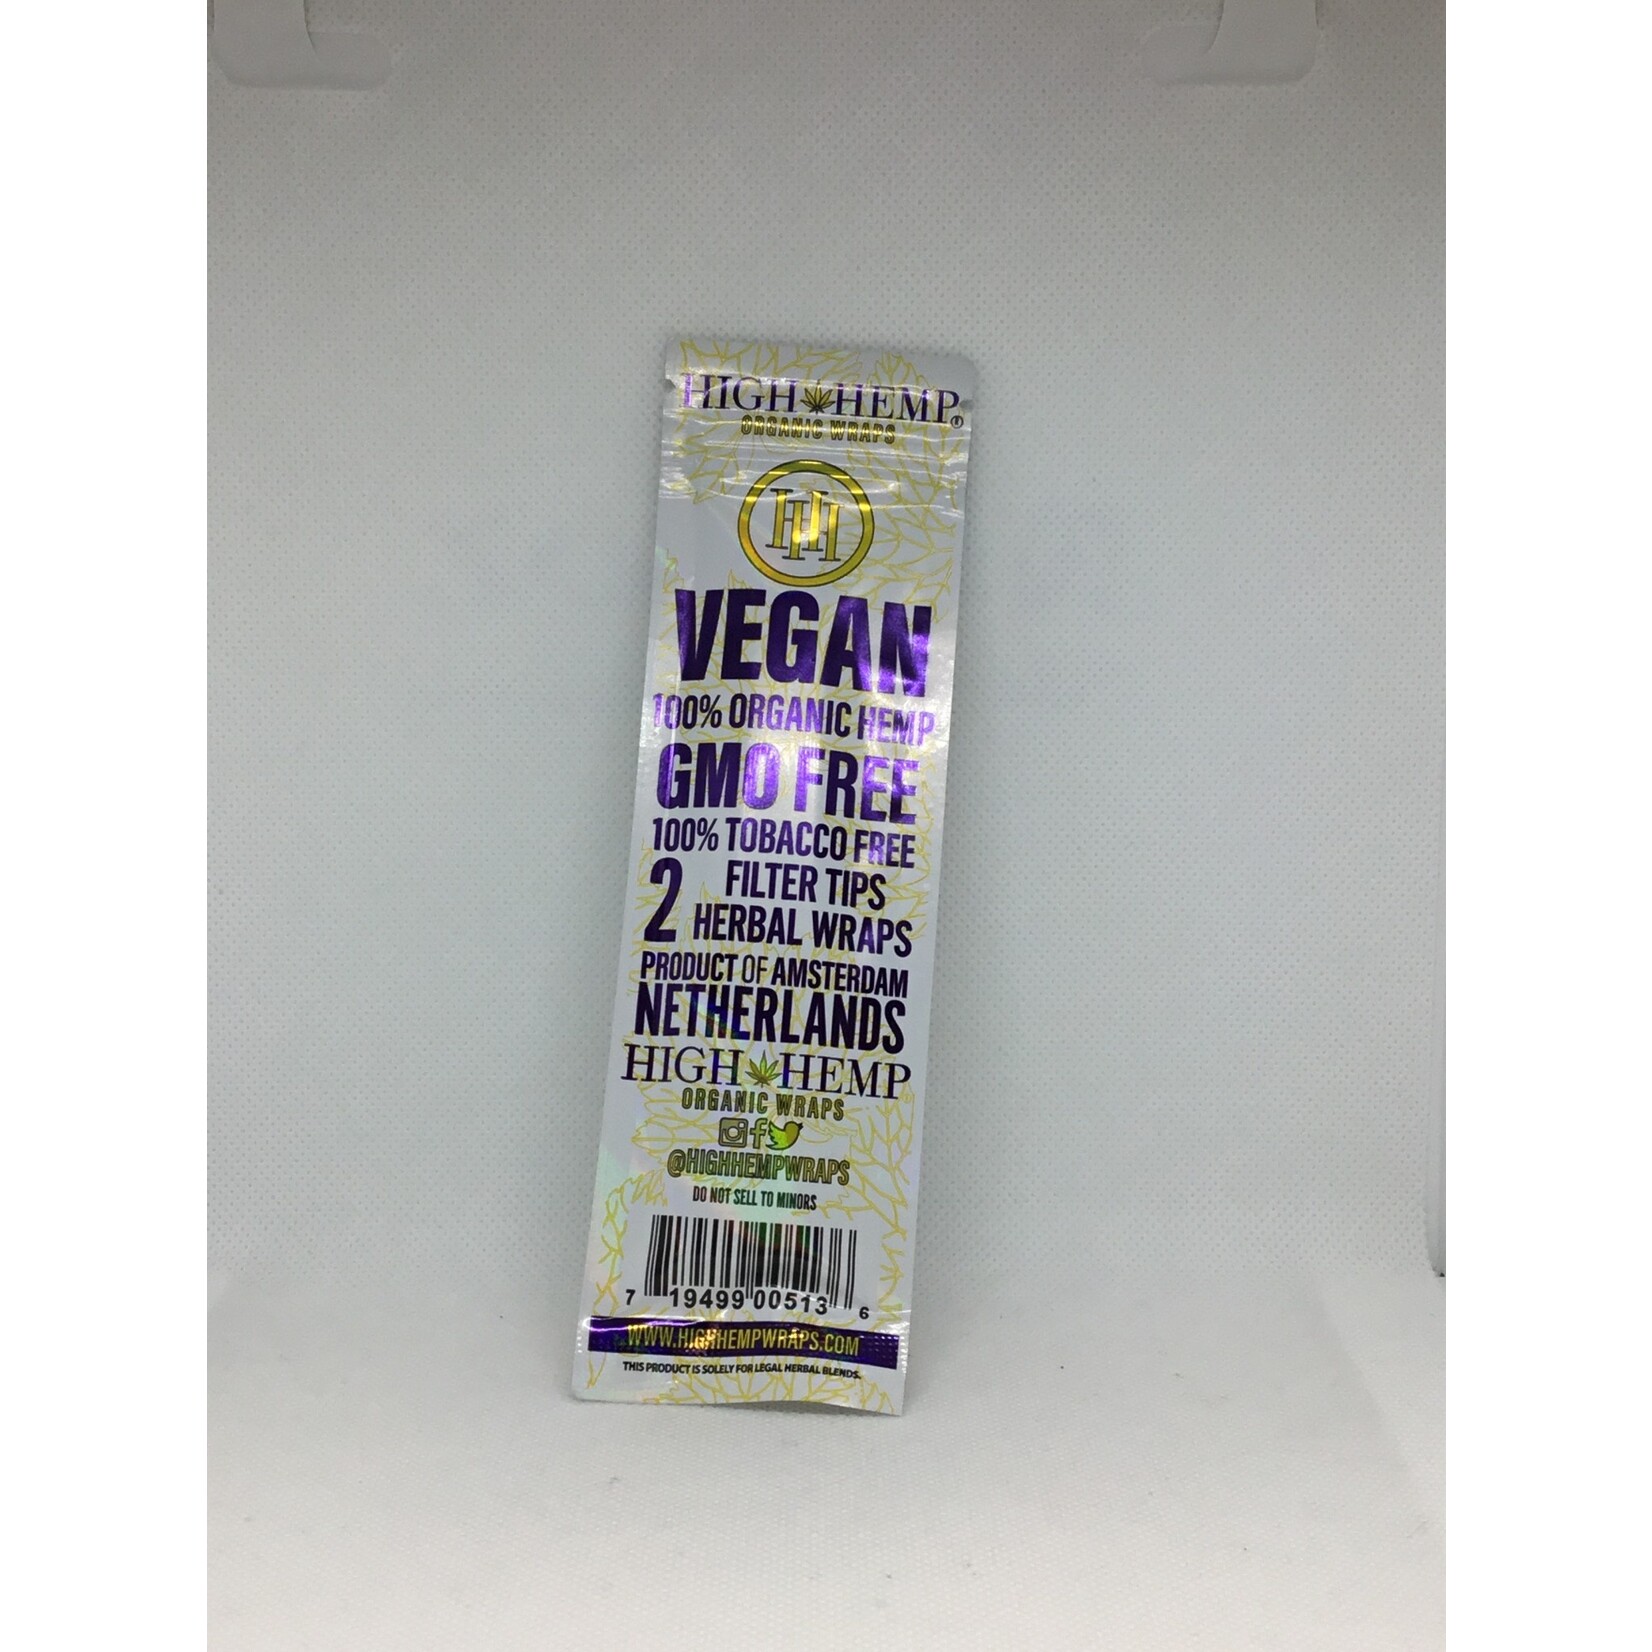 HIGH HEMP®
ORGANIC WRAPS
HH
VEGAN
100% ORGANIC HEMP
GMO FREE
100% TOBACCO FREE
2 FILTER TIPS
HERBAL WRAPS
PRODUCT OF AMSTERDAM
NETHERLANDS
HIGH HEMP
ORGANIC WRAPS
@HIGHHEMPWRAPS
DO NOT SELL TO MINORS
7 19499 00513 6
WWW.HIGHHEMPWRAPS.COM
THIS PRODUCT IS SOLELY FOR LEGAL HERBAL BLENDS.